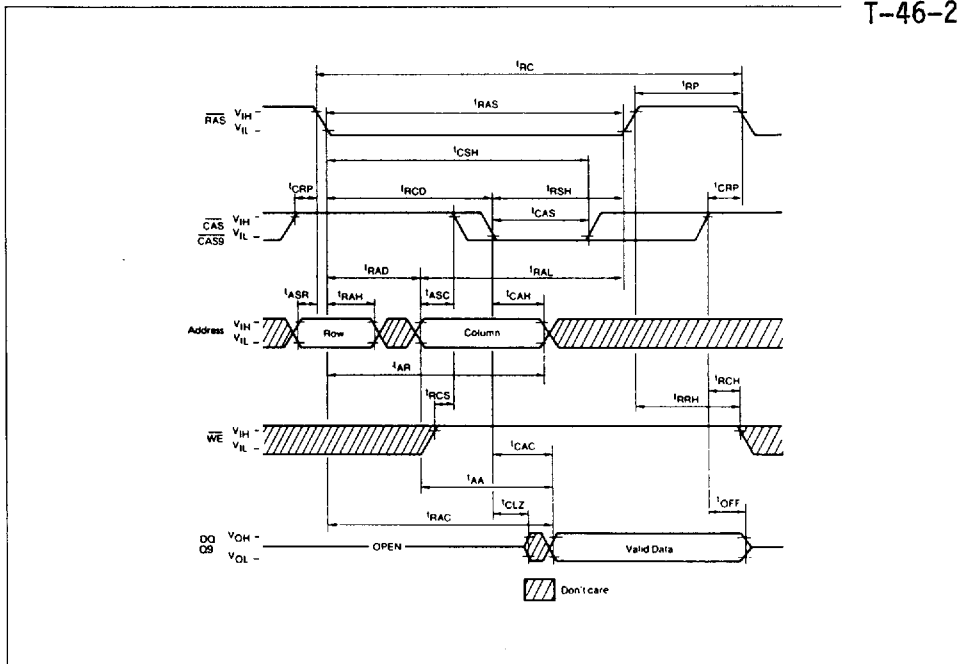 T-46-2
tRC
tRP
tRAS
RAS VIH
VIL
tCSH
tCRP tRCD tRSH tCRP
tCAS
CAS VIH
CAS9 VIL
tRAD tRAL
tASR tRAH tASC tCAH
Address VIH
VIL
Row Column
tAR
tRCS tRCH
tRRH
WE VIH
VIL
tCAC
tAA
tCLZ tOFF
tRAC
DQ VOH
Q9
VOL
OPEN Valid Data
Don't care